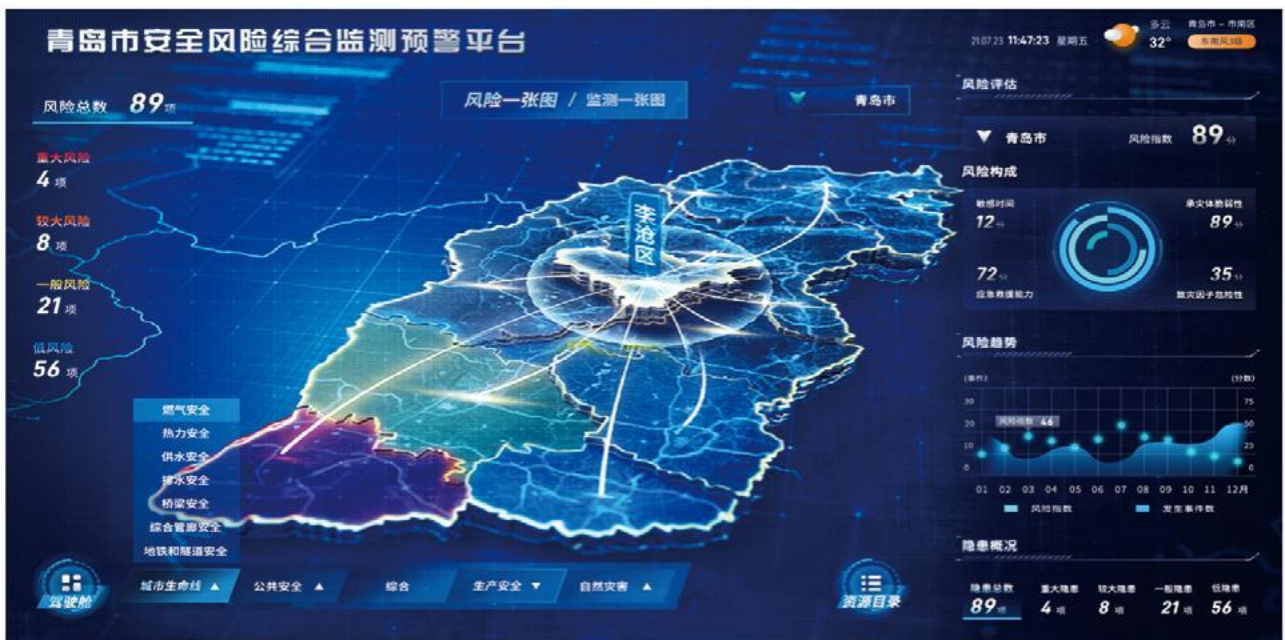 青岛市安全风险综合监测预警平台
21.07.23 11:47:23 星期五
多云
32°
青岛市 - 市南区
东南风3级
风险总数 89项
重大风险
4 项
较大风险
8 项
一般风险
21 项
低风险
56 项
风险一张图 / 监测一张图
青岛市
李沧区
燃气安全
热力安全
供水安全
排水安全
桥梁安全
综合管廊安全
地铁和隧道安全
驾驶舱
城市生命线 ▲
公共安全 ▲
综合
生产安全 ▼
自然灾害 ▲
资源目录
风险评估
青岛市
风险指数 89分
风险构成
敏感时间
12分
承灾体脆弱性
89分
72分
应急救援能力
35分
致灾因子危险性
风险趋势
(事件)
(分数)
30
20
10
0
75
50
25
0
风险指数 46
01 02 03 04 05 06 07 08 09 10 11 12月
风险指数
发生事件数
隐患概况
隐患总数
89项
重大隐患
4 项
较大隐患
8 项
一般隐患
21 项
低隐患
56 项